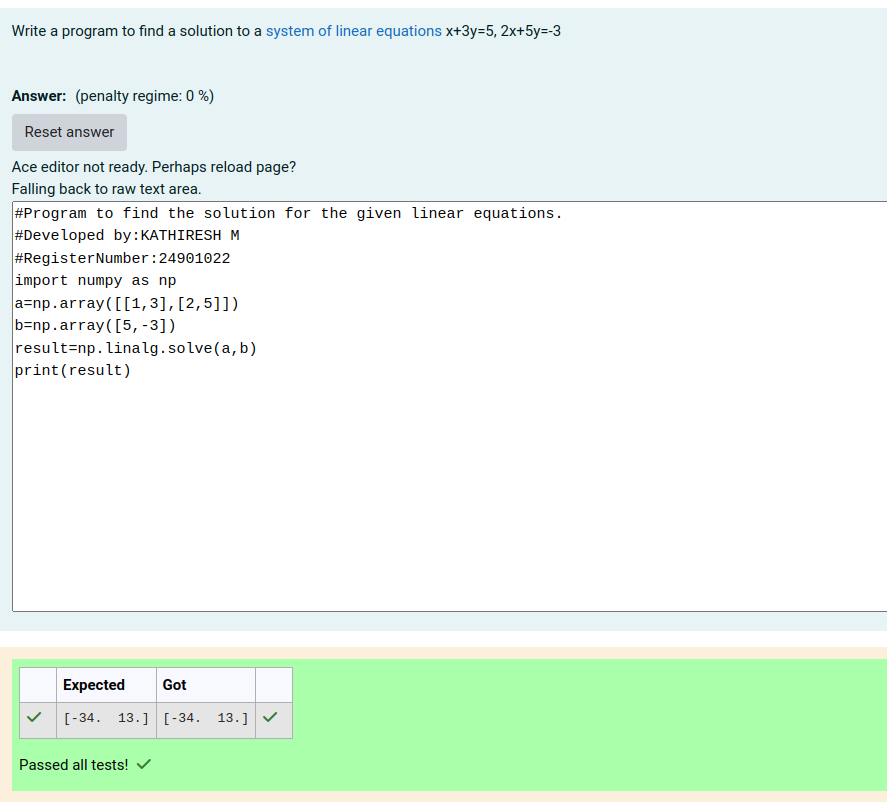 Write a program to find a solution to a system of linear equations x+3y=5, 2x+5y=-3
Answer: (penalty regime: 0 %)
Reset answer
Ace editor not ready. Perhaps reload page?
Falling back to raw text area.
#Program to find the solution for the given linear equations.
#Developed by:KATHIRESH M
#RegisterNumber:24901022
import numpy as np
a=np.array([[1,3],[2,5]])
b=np.array([5,-3])
result=np.linalg.solve(a,b)
print(result)
Expected Got
[-34.  13.] [-34.  13.]
Passed all tests!